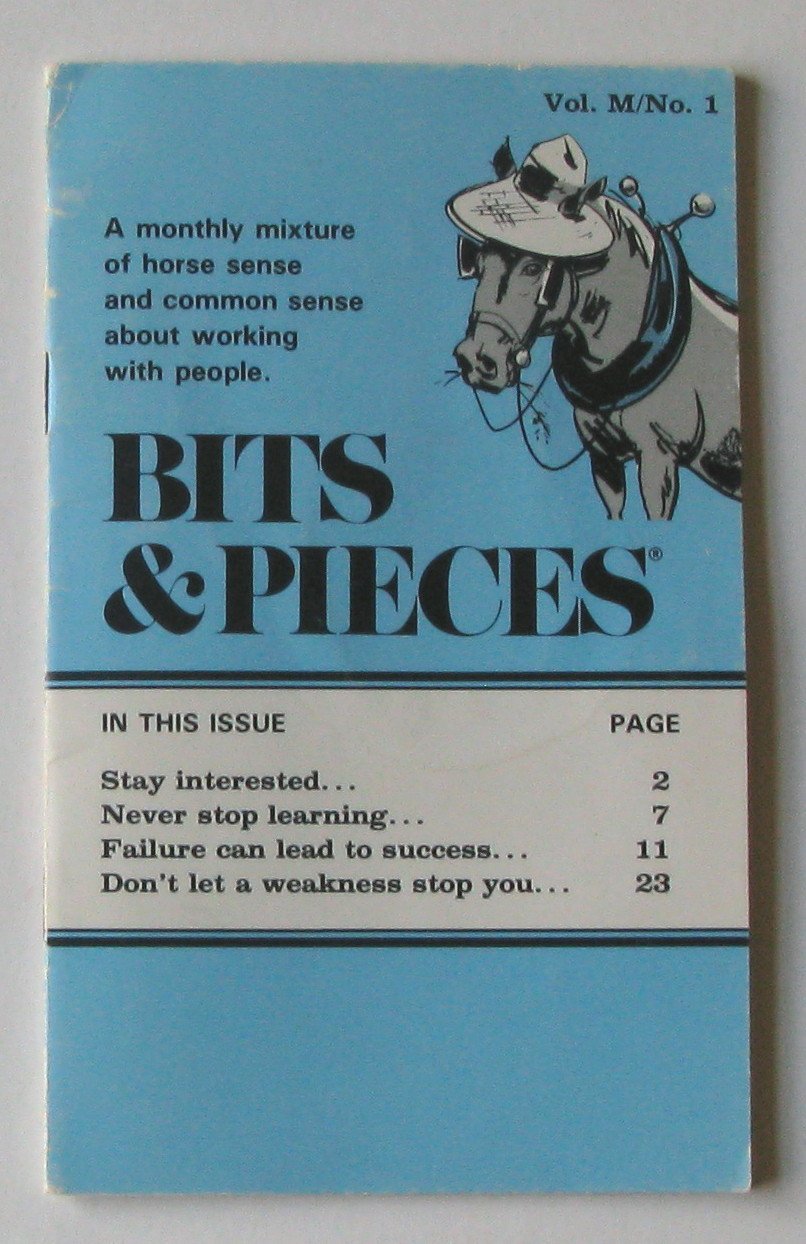 Vol. M/No. 1
A monthly mixture
of horse sense
and common sense
about working
with people.
BITS
& PIECES®
IN THIS ISSUE PAGE
Stay interested... 2
Never stop learning... 7
Failure can lead to success... 11
Don't let a weakness stop you... 23